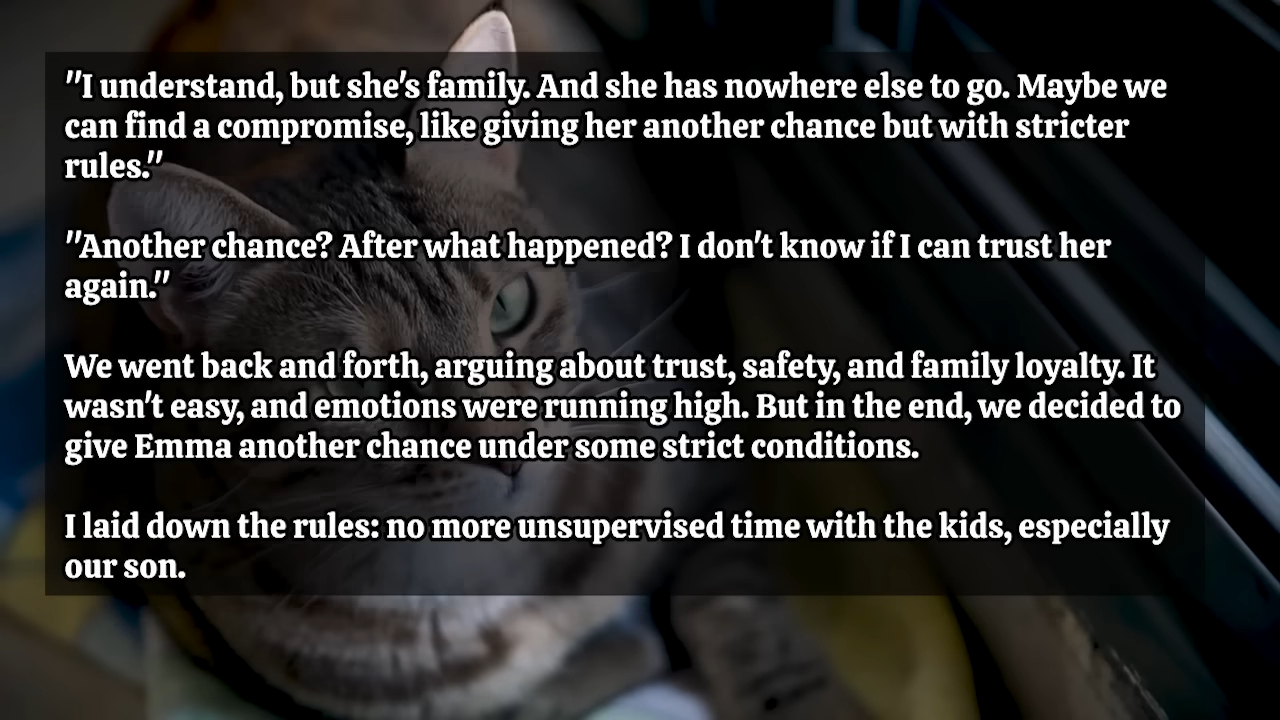 "I understand, but she's family. And she has nowhere else to go. Maybe we
can find a compromise, like giving her another chance but with stricter
rules."
"Another chance? After what happened? I don't know if I can trust her
again."
We went back and forth, arguing about trust, safety, and family loyalty. It
wasn't easy, and emotions were running high. But in the end, we decided to
give Emma another chance under some strict conditions.
I laid down the rules: no more unsupervised time with the kids, especially
our son.